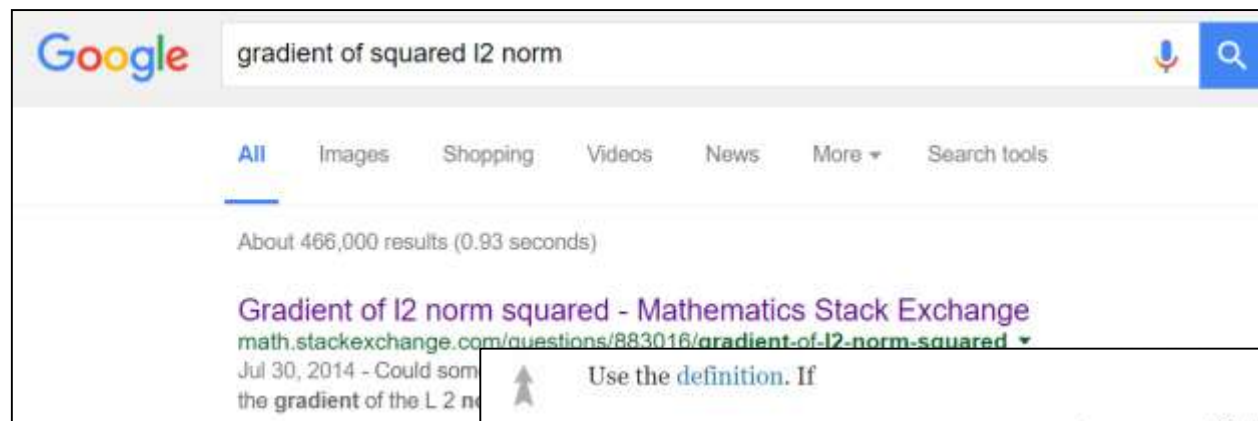 Google
gradient of squared l2 norm
All Images Shopping Videos News More Search tools
About 466,000 results (0.93 seconds)
Gradient of l2 norm squared - Mathematics Stack Exchange
math.stackexchange.com/questions/883016/gradient-of-l2-norm-squared
Jul 30, 2014 - Could som
the gradient of the L 2
Use the definition. If